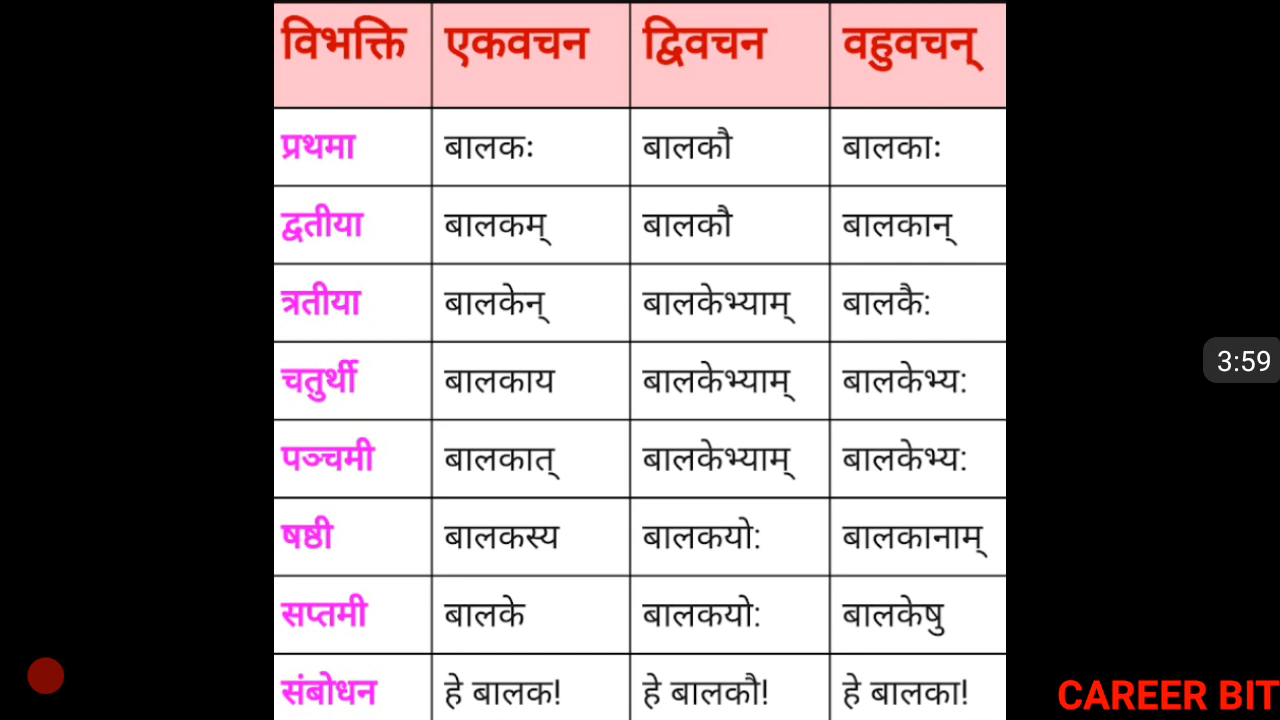 विभक्ति एकवचन द्विवचन वहुवचन्
प्रथमा बालकः बालकौ बालकाः
द्वतीया बालकम् बालकौ बालकान्
त्रतीया बालकेन् बालकेभ्याम् बालकै:
चतुर्थी बालकाय बालकेभ्याम् बालकेभ्य:
पञ्चमी बालकात् बालकेभ्याम् बालकेभ्य:
षष्ठी बालकस्य बालकयो: बालकानाम्
सप्तमी बालके बालकयो: बालकेषु
संबोधन हे बालक! हे बालकौ! हे बालका!
3:59
CAREER BIT